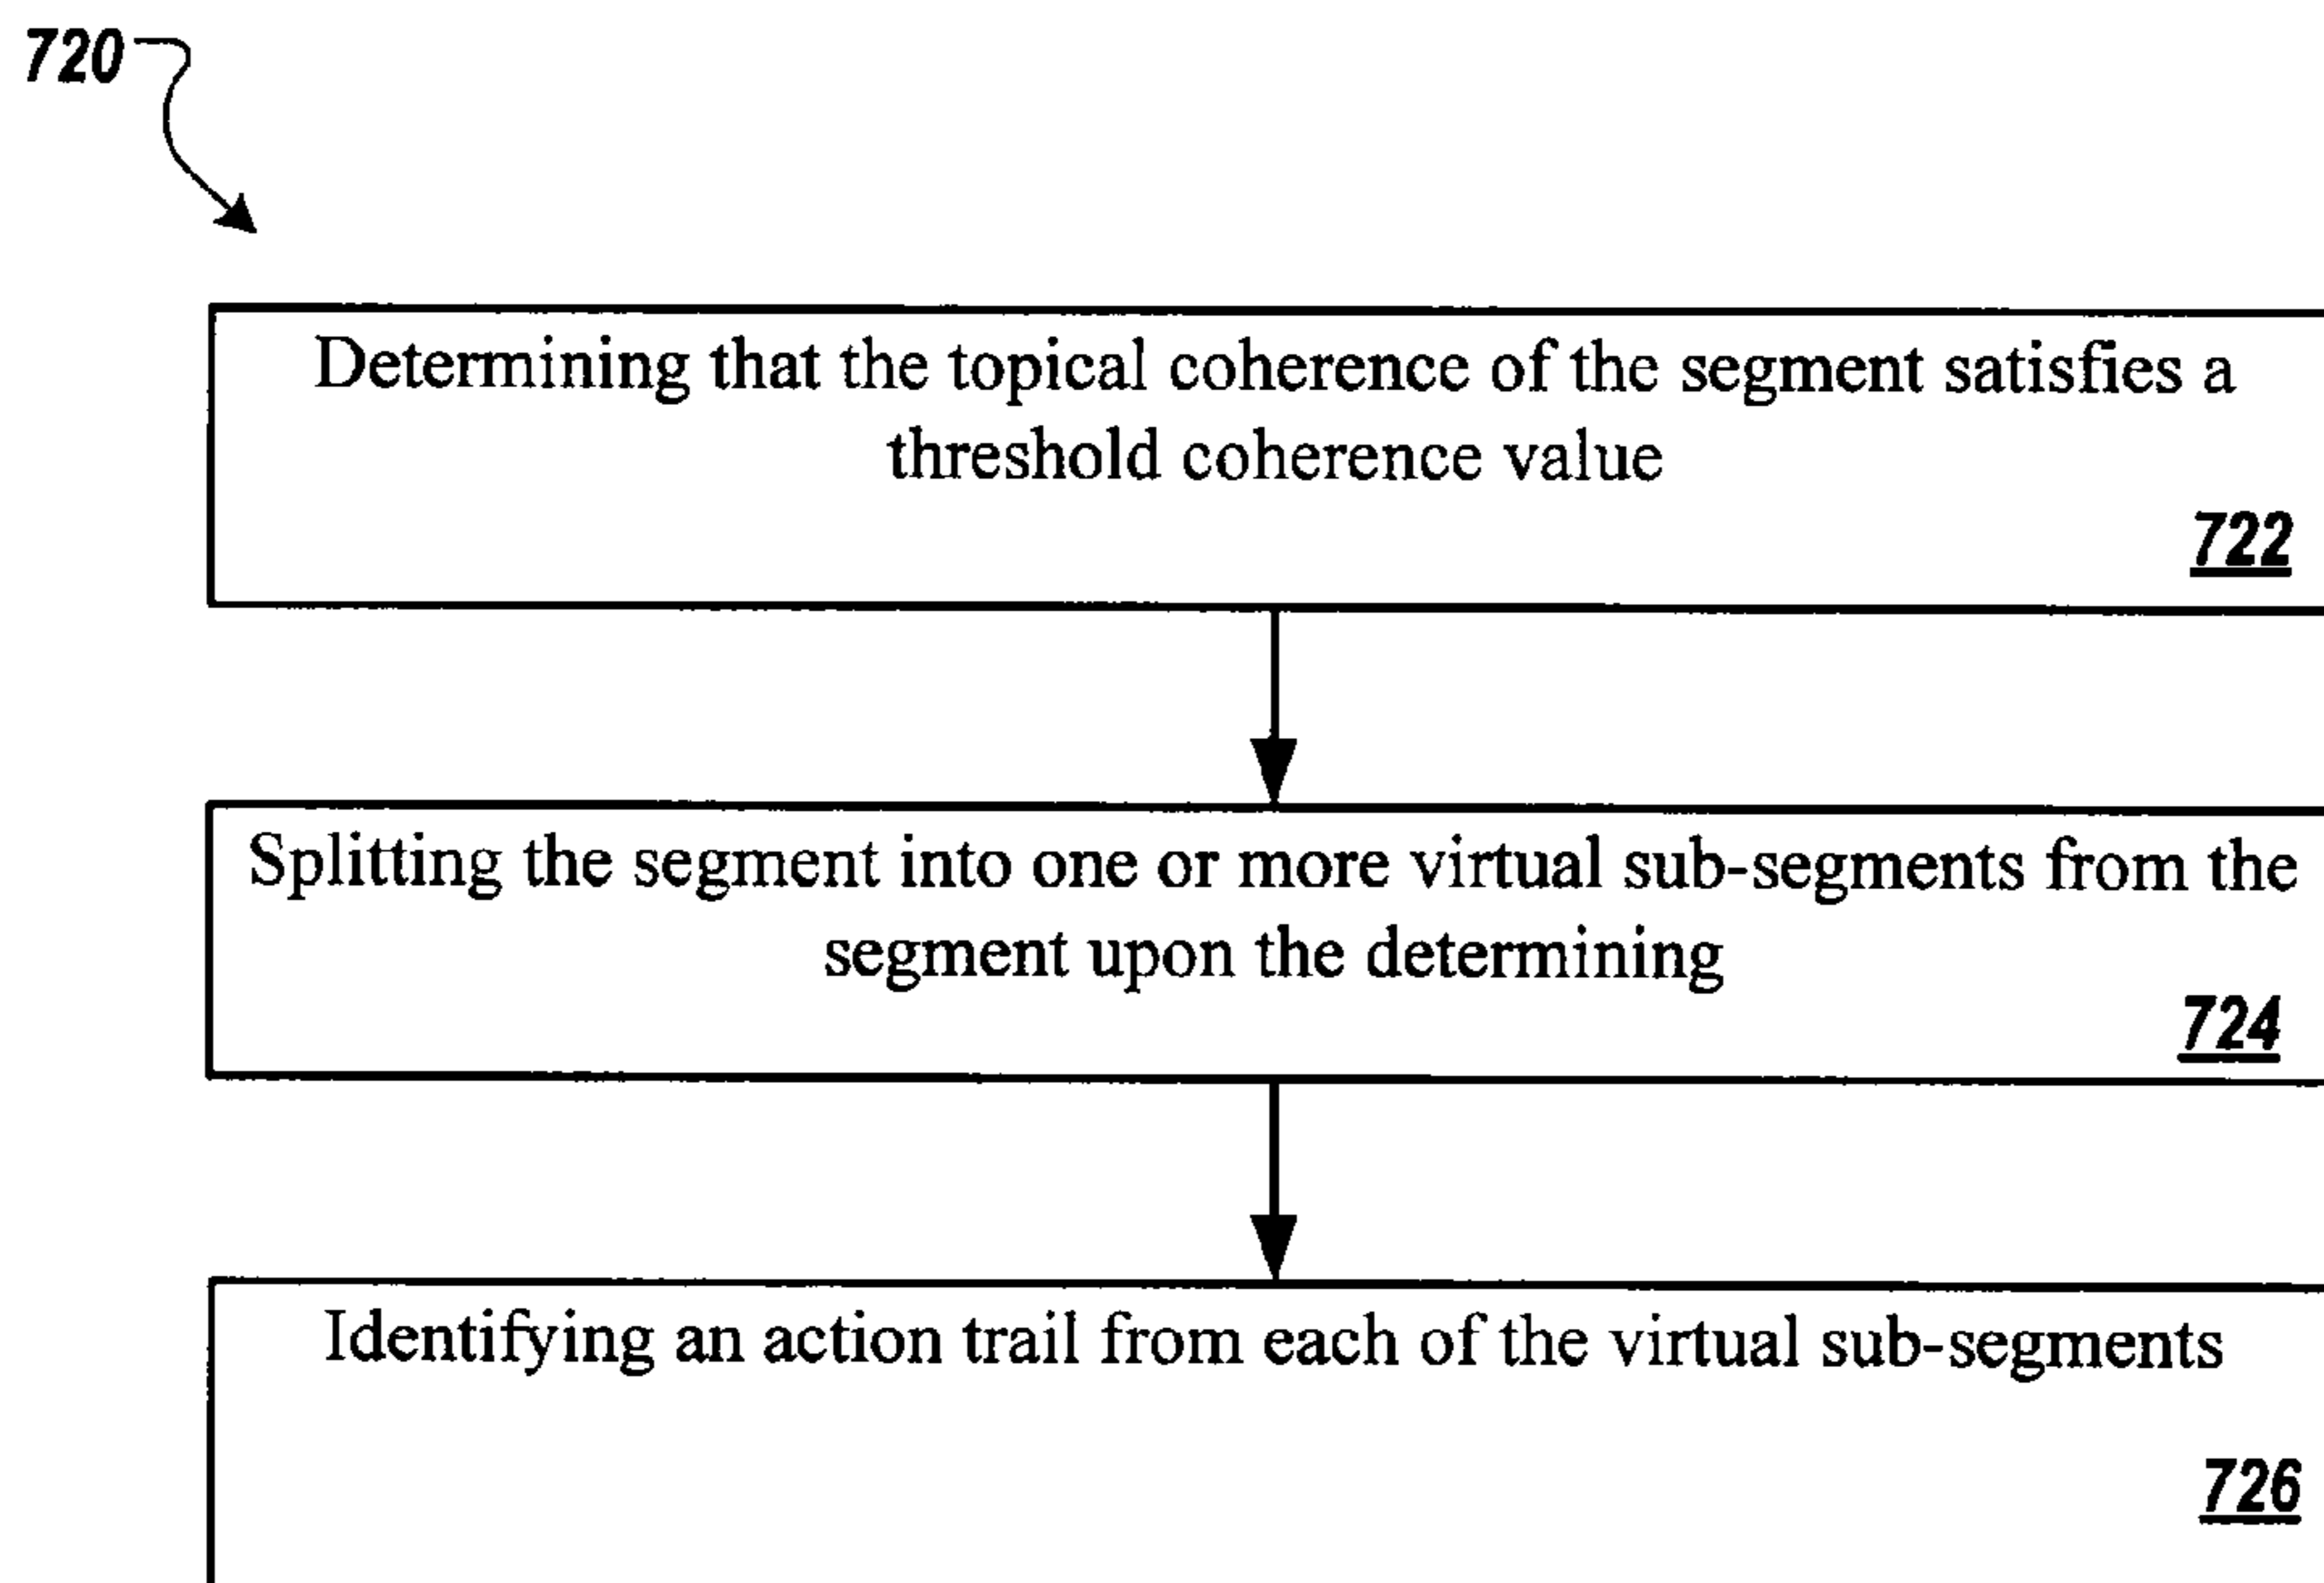 720
Determining that the topical coherence of the segment satisfies a
threshold coherence value
722
Splitting the segment into one or more virtual sub-segments from the
segment upon the determining
724
Identifying an action trail from each of the virtual sub-segments
726